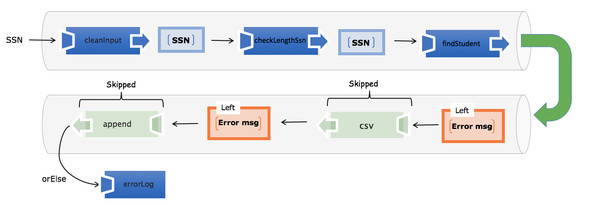 SSN
cleanInput
SSN
checkLengthSsn
SSN
findStudent
Skipped
append
Left
Error msg
Skipped
csv
Left
Error msg
orElse
errorLog